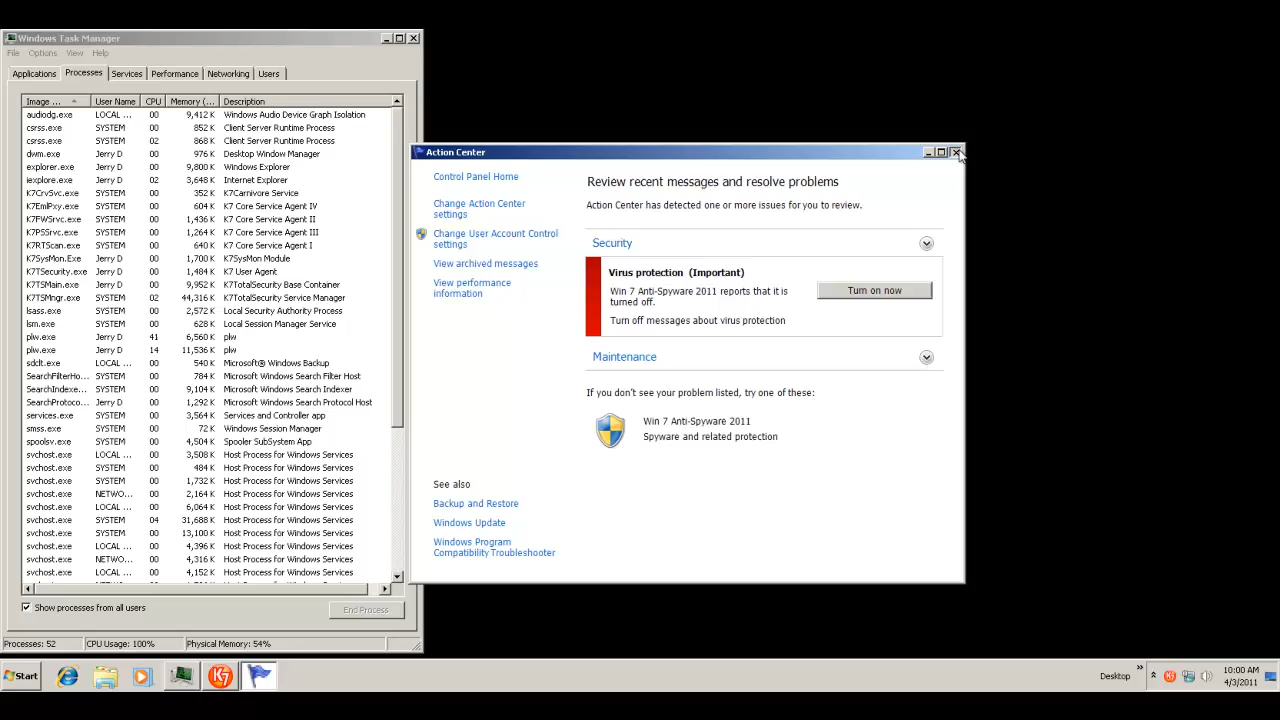 Windows Task Manager
File Options View Help
Applications Processes Services Performance Networking Users
Image ... User Name CPU Memory (... Description
audiodg.exe LOCAL ... 00 9,412 K Windows Audio Device Graph Isolation
csrss.exe SYSTEM 00 852 K Client Server Runtime Process
csrss.exe SYSTEM 02 868 K Client Server Runtime Process
dwm.exe Jerry D 00 976 K Desktop Window Manager
explorer.exe Jerry D 00 9,800 K Windows Explorer
iexplore.exe Jerry D 02 3,648 K Internet Explorer
K7CrvSvc.exe SYSTEM 00 352 K K7Carnivore Service
K7EmlPxy.exe SYSTEM 00 604 K K7 Core Service Agent IV
K7FWSrvc.exe SYSTEM 00 1,436 K K7 Core Service Agent II
K7PSSrvc.exe SYSTEM 00 1,244 K K7 Core Service Agent III
K7RTScan.exe SYSTEM 00 640 K K7 Core Service Agent I
K7SysMon.Exe SYSTEM 00 1,700 K K7SysMon Module
K7TSecurity.exe Jerry D 00 1,484 K K7 User Agent
K7TSMain.exe Jerry D 00 9,952 K K7TotalSecurity Base Container
K7TSMngr.exe SYSTEM 02 44,316 K K7TotalSecurity Service Manager
lsass.exe SYSTEM 00 2,572 K Local Security Authority Process
lsm.exe SYSTEM 00 628 K Local Session Manager Service
plw.exe Jerry D 41 6,560 K plw
plw.exe Jerry D 14 11,536 K plw
sdclt.exe LOCAL ... 00 540 K Microsoft® Windows Backup
SearchFilterHo... SYSTEM 00 784 K Microsoft Windows Search Filter Host
SearchIndexe... SYSTEM 00 9,104 K Microsoft Windows Search Indexer
SearchProtoco... Jerry D 00 1,292 K Microsoft Windows Search Protocol Host
services.exe SYSTEM 00 3,564 K Services and Controller app
smss.exe SYSTEM 00 72 K Windows Session Manager
spoolsv.exe SYSTEM 00 4,504 K Spooler SubSystem App
svchost.exe LOCAL ... 00 3,508 K Host Process for Windows Services
svchost.exe SYSTEM 00 484 K Host Process for Windows Services
svchost.exe SYSTEM 00 1,732 K Host Process for Windows Services
svchost.exe NETWO... 00 2,164 K Host Process for Windows Services
svchost.exe LOCAL ... 00 6,064 K Host Process for Windows Services
svchost.exe SYSTEM 04 31,688 K Host Process for Windows Services
svchost.exe SYSTEM 00 13,100 K Host Process for Windows Services
svchost.exe LOCAL ... 00 4,396 K Host Process for Windows Services
svchost.exe NETWO... 00 4,316 K Host Process for Windows Services
svchost.exe LOCAL ... 00 4,152 K Host Process for Windows Services
Show processes from all users End Process
Processes: 52 CPU Usage: 100% Physical Memory: 54%
Action Center
Control Panel Home
Change Action Center
settings
Change User Account Control
settings
View archived messages
View performance
information
See also
Backup and Restore
Windows Update
Windows Program
Compatibility Troubleshooter
Review recent messages and resolve problems
Action Center has detected one or more issues for you to review.
Security
Virus protection (Important)
Win 7 Anti-Spyware 2011 reports that it is
turned off.
Turn on now
Turn off messages about virus protection
Maintenance
If you don't see your problem listed, try one of these:
Win 7 Anti-Spyware 2011
Spyware and related protection
Start
K7
Desktop
»
K7
10:00 AM
4/3/2011